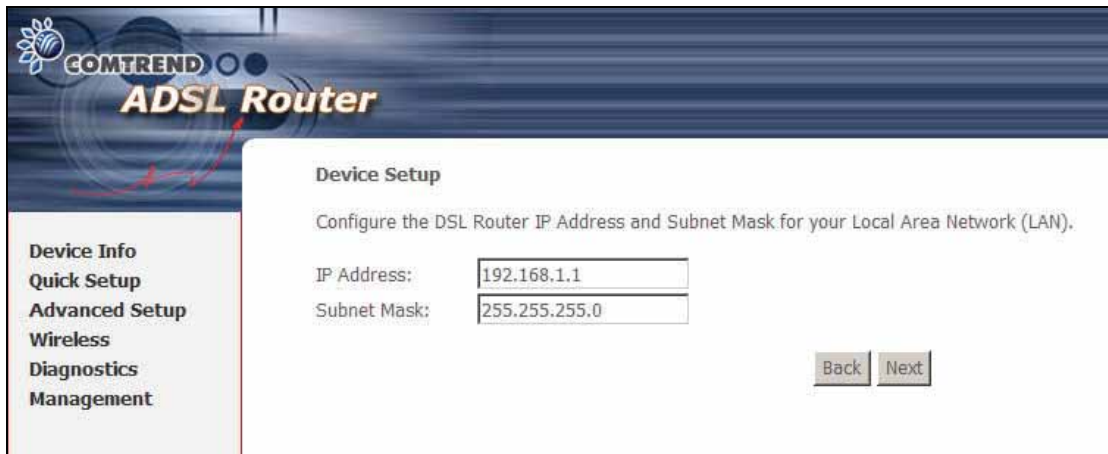 COMTREND
ADSL Router
Device Setup
Configure the DSL Router IP Address and Subnet Mask for your Local Area Network (LAN).
IP Address: 192.168.1.1
Subnet Mask: 255.255.255.0
Back Next
Device Info
Quick Setup
Advanced Setup
Wireless
Diagnostics
Management